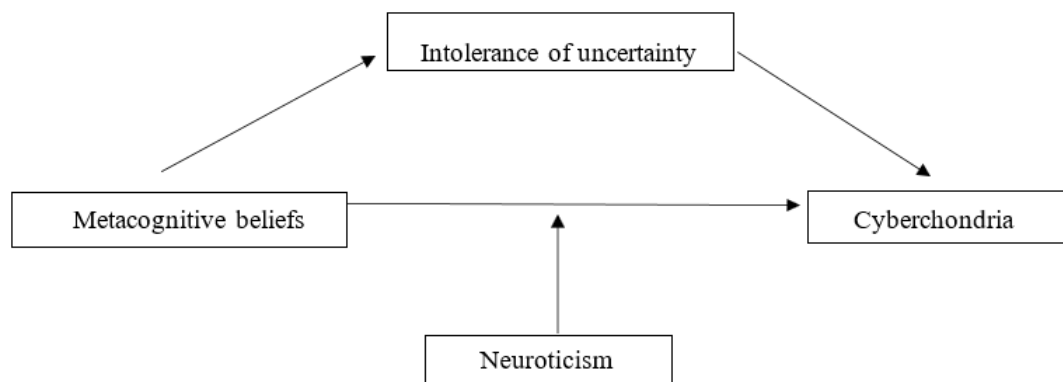 Intolerance of uncertainty
Metacognitive beliefs
Cyberchondria
Neuroticism